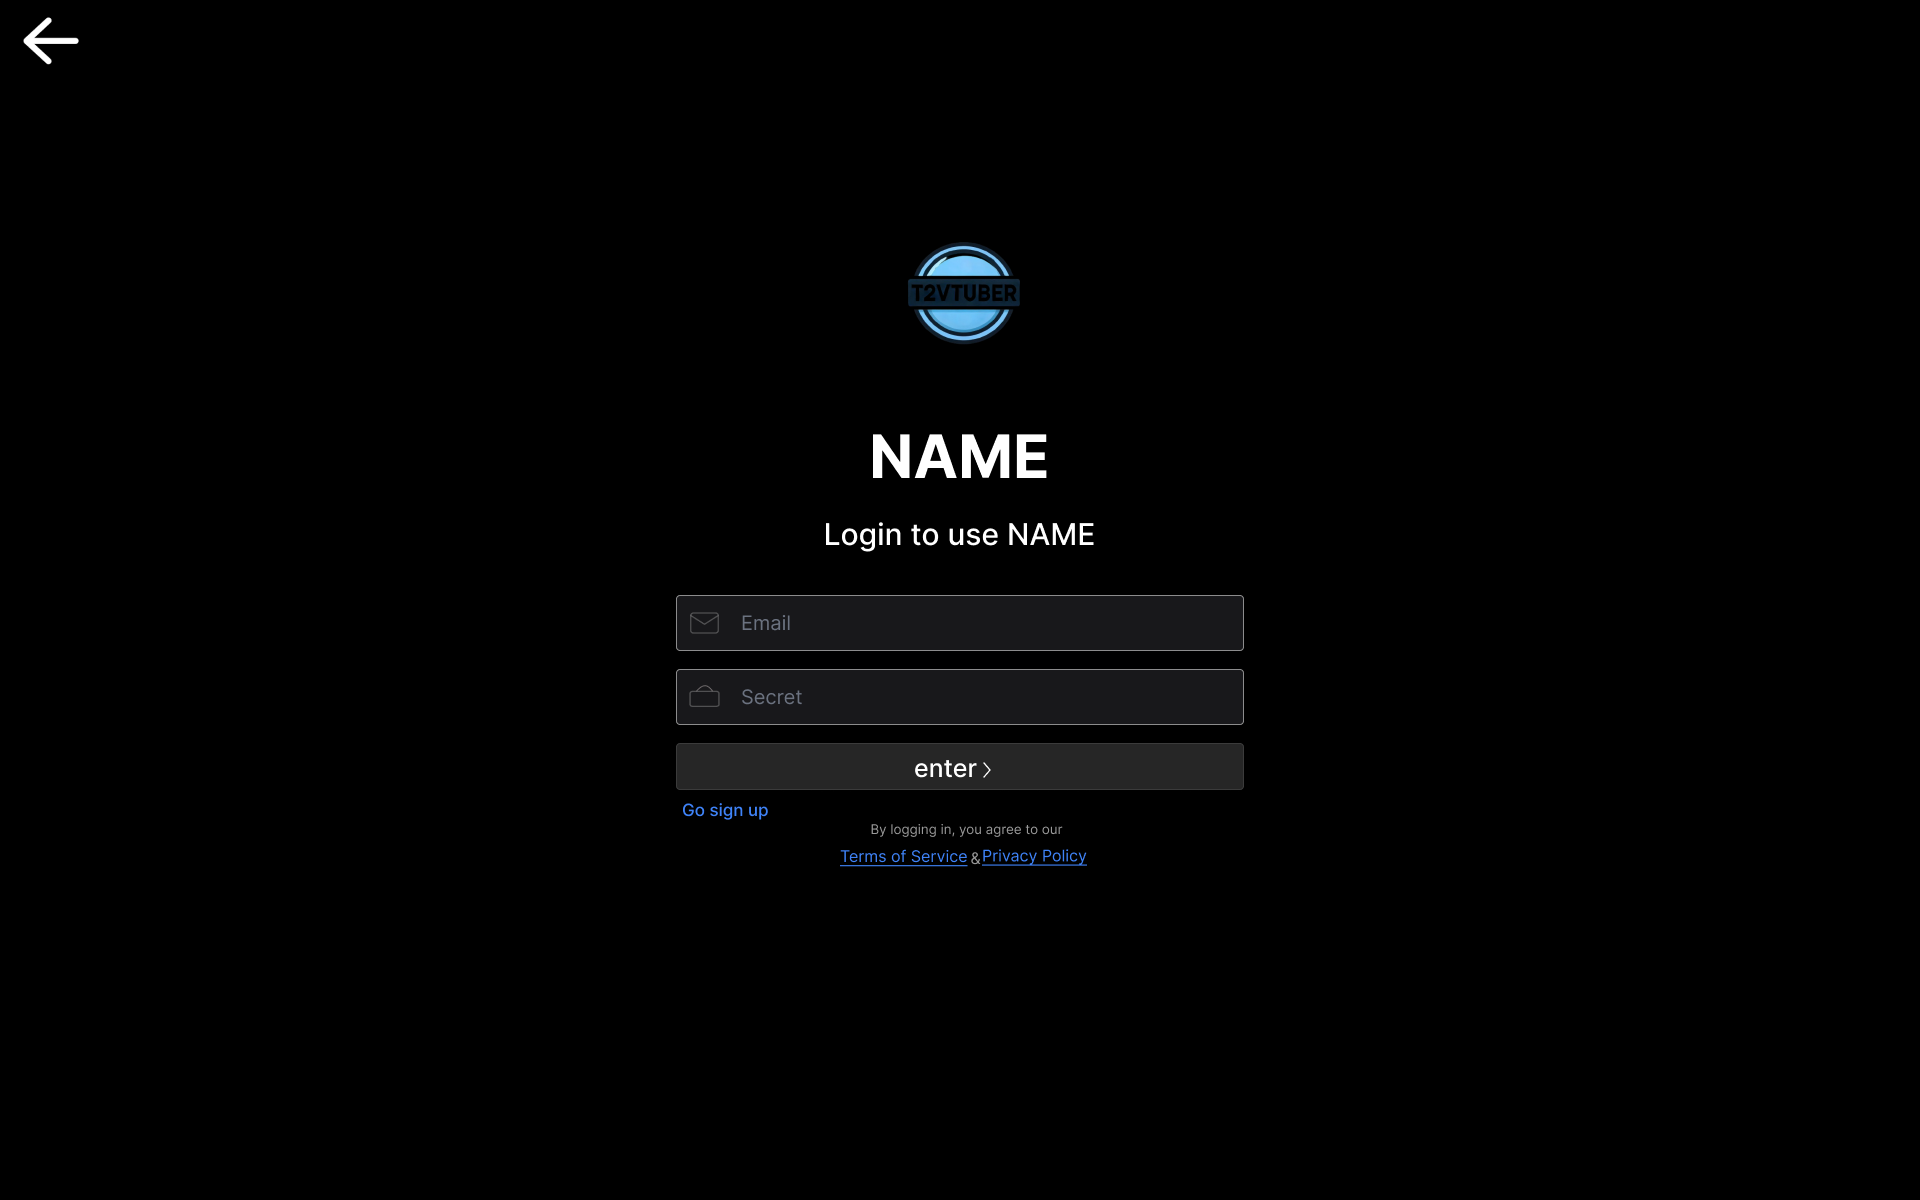 T2VTUBER
NAME
Login to use NAME
Email
Secret
enter
Go sign up
By logging in, you agree to our
Terms of Service & Privacy Policy